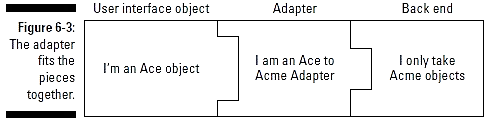 User interface object
Adapter
Back end
Figure 6-3:
The adapter
fits the
pieces
together.
I'm an Ace object
I am an Ace to
Acme Adapter
I only take
Acme objects